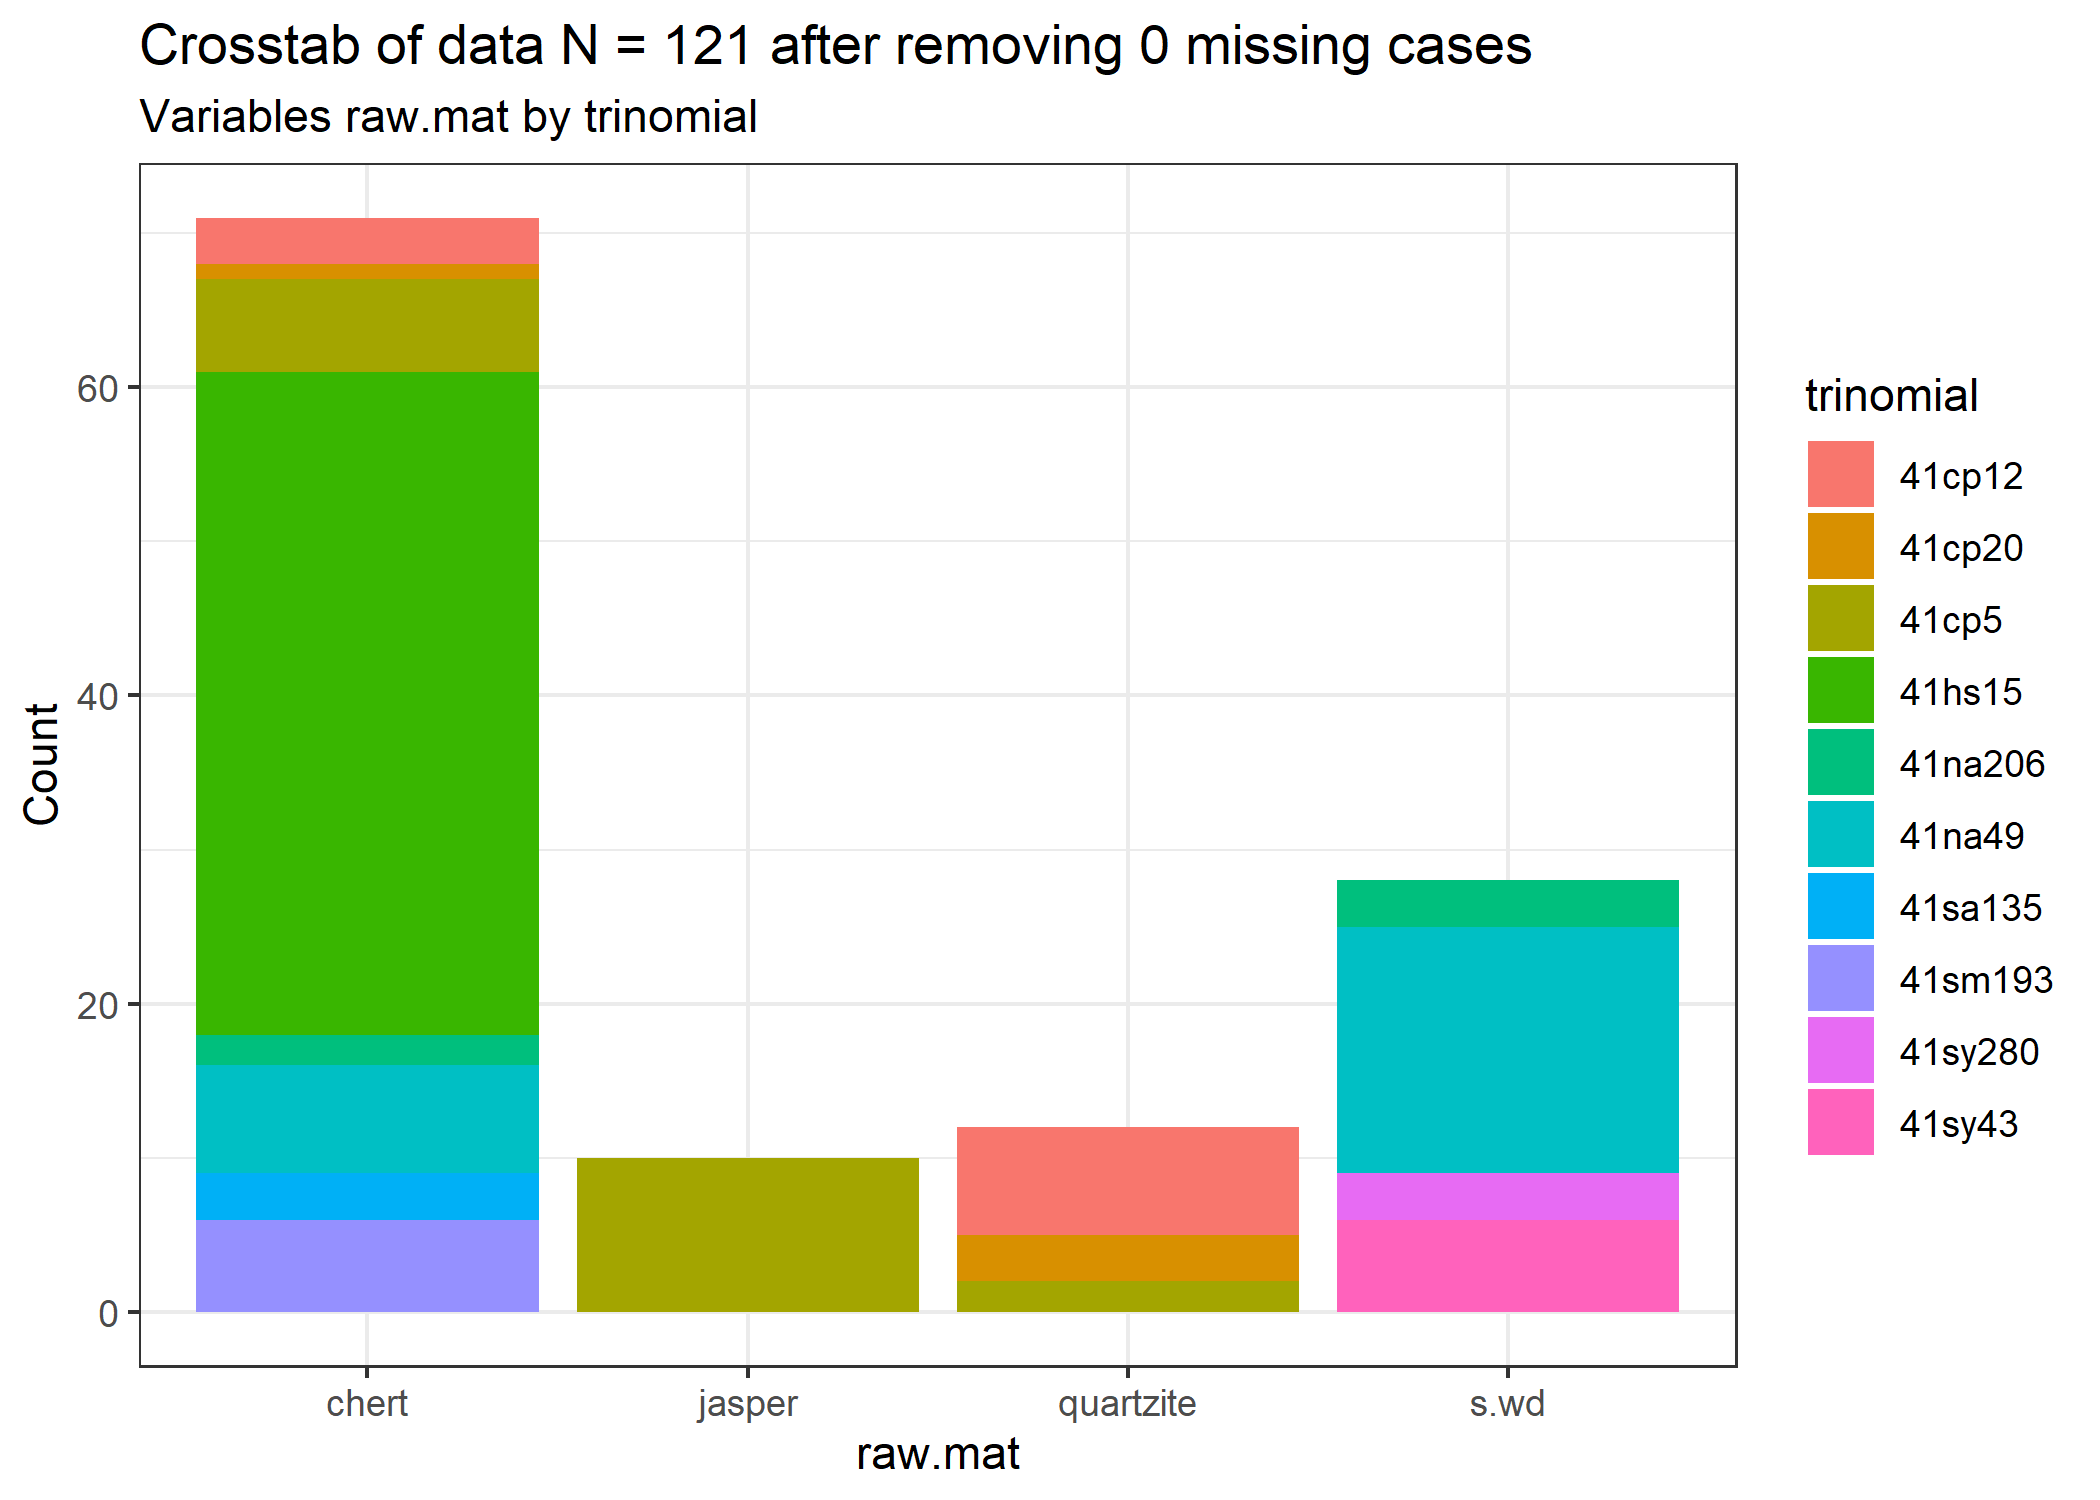 Crosstab of data N = 121 after removing 0 missing cases
Variables raw.mat by trinomial
Count
60
40
20
0
chert
jasper
quartzite
s.wd
raw.mat
trinomial
41cp12
41cp20
41cp5
41hs15
41na206
41na49
41sa135
41sm193
41sy280
41sy43